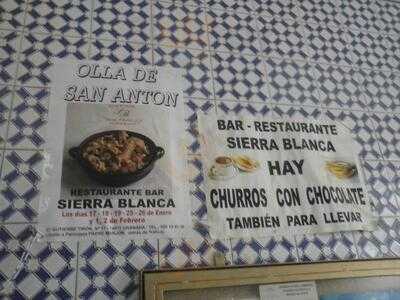 OLLA DE
SAN ANTON
RESTAURANTE BAR
SIERRA BLANCA
Los días 17 - 18 - 19 - 25 - 26 de Enero
y 1, 2 de Febrero
BAR - RESTAURANTE
SIERRA BLANCA
HAY
CHURROS CON CHOCOLATE
TAMBIÉN PARA LLEVAR